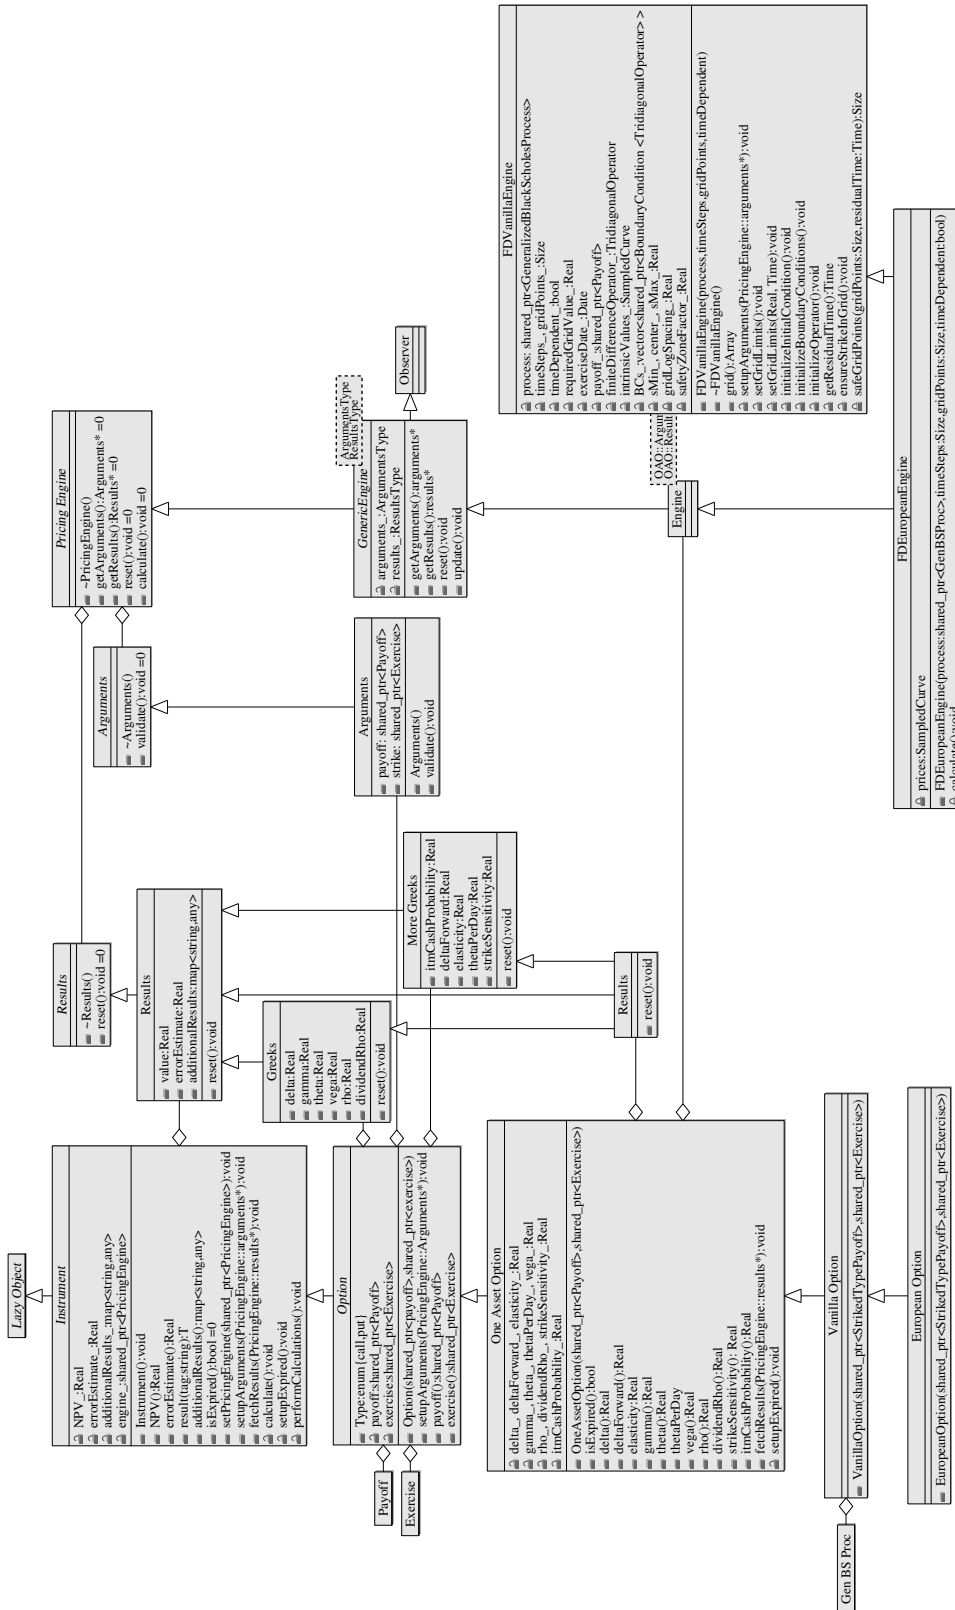 Lazy Object
Instrument
NPV_:Real
errorEstimate_:Real
additionalResults_:map<string,any>
engine_:shared_ptr<PricingEngine>
Instrument():void
NPV():Real
errorEstimate():Real
result(tag:string):T
additionalResults():map<string,any>
isExpired():bool =0
setPricingEngine(shared_ptr<PricingEngine>):void
setupArguments(PricingEngine::arguments*):void
fetchResults(PricingEngine::results*):void
calculate():void
setupExpired():void
performCalculations():void
Payoff
Exercise
Option
Type:enum{call,put}
payoff:shared_ptr<Payoff>
exercise:shared_ptr<Exercise>
Option(shared_ptr<payoff>,shared_ptr<exercise>)
setupArguments(PricingEngine::Arguments*):void
payoff():shared_ptr<Payoff>
exercise():shared_ptr<Exercise>
One Asset Option
delta_, deltaForward_, elasticity_:Real
gamma_, theta_, thetaPerDay_, vega_:Real
rho_, dividendRho_, strikeSensitivity_:Real
itmCashProbability_:Real
OneAssetOption(shared_ptr<Payoff>,shared_ptr<Exercise>)
isExpired():bool
delta():Real
deltaForward():Real
elasticity:Real
gamma():Real
theta():Real
thetaPerDay
vega():Real
rho():Real
dividendRho():Real
strikeSensitivity(): Real
itmCashProbability():Real
fetchResults(PricingEngine::results*):void
setupExpired():void
Gen BS Proc
Vanilla Option
VanillaOption(shared_ptr<StrikedTypePayoff>,shared_ptr<Exercise>)
European Option
EuropeanOption(shared_ptr<StrikedTypePayoff>,shared_ptr<Exercise>)
Results
~Results()
reset():void =0
Results
value:Real
errorEstimate:Real
additionalResults:map<string,any>
reset():void
Greeks
delta:Real
gamma:Real
theta:Real
vega:Real
rho:Real
dividendRho:Real
reset():void
More Greeks
itmCashProbability:Real
deltaForward:Real
elasticity:Real
thetaPerDay:Real
strikeSensitivity:Real
reset():void
Results
reset():void
Arguments
~Arguments()
validate():void =0
Arguments
payoff: shared_ptr<Payoff>
strike: shared_ptr<Exercise>
Arguments()
validate():void
Pricing Engine
~PricingEngine()
getArguments():Arguments* =0
getResults():Results* =0
reset():void =0
calculate():void =0
ArgumentsType
ResultsType
GenericEngine
arguments_:ArgumentsType
results_:ResultsType
getArguments():arguments*
getResults():results*
reset():void
update():void
Observer
OAO::Argum
OAO::Result
Engine
FDVanillaEngine
process: shared_ptr<GeneralizedBlackScholesProcess>
timeSteps_, gridPoints_:Size
timeDependent_:bool
requiredGridValue_:Real
exerciseDate_:Date
payoff_:shared_ptr<Payoff>
finiteDifferenceOperator_:TridiagonalOperator
intrinsicValues_:SampledCurve
BCs_:vector<shared_ptr<BoundaryCondition <TridiagonalOperator> >
sMin_, center_, sMax_:Real
gridLogSpacing_:Real
safetyZoneFactor_:Real
FDVanillaEngine(process,timeSteps,gridPoints,timeDependent)
~FDVanillaEngine()
grid():Array
setupArguments(PricingEngine::arguments*):void
setGridLimits():void
setGridLimits(Real, Time):void
initializeInitialCondition():void
initializeBoundaryConditions():void
initializeOperator():void
getResidualTime():Time
ensureStrikeInGrid():void
safeGridPoints(gridPoints:Size,residualTime:Time):Size
FDEuropeanEngine
prices:SampledCurve
FDEuropeanEngine(process:shared_ptr<GenBSProc>,timeSteps:Size,gridPoints:Size,timeDependent:bool)
calculate():void